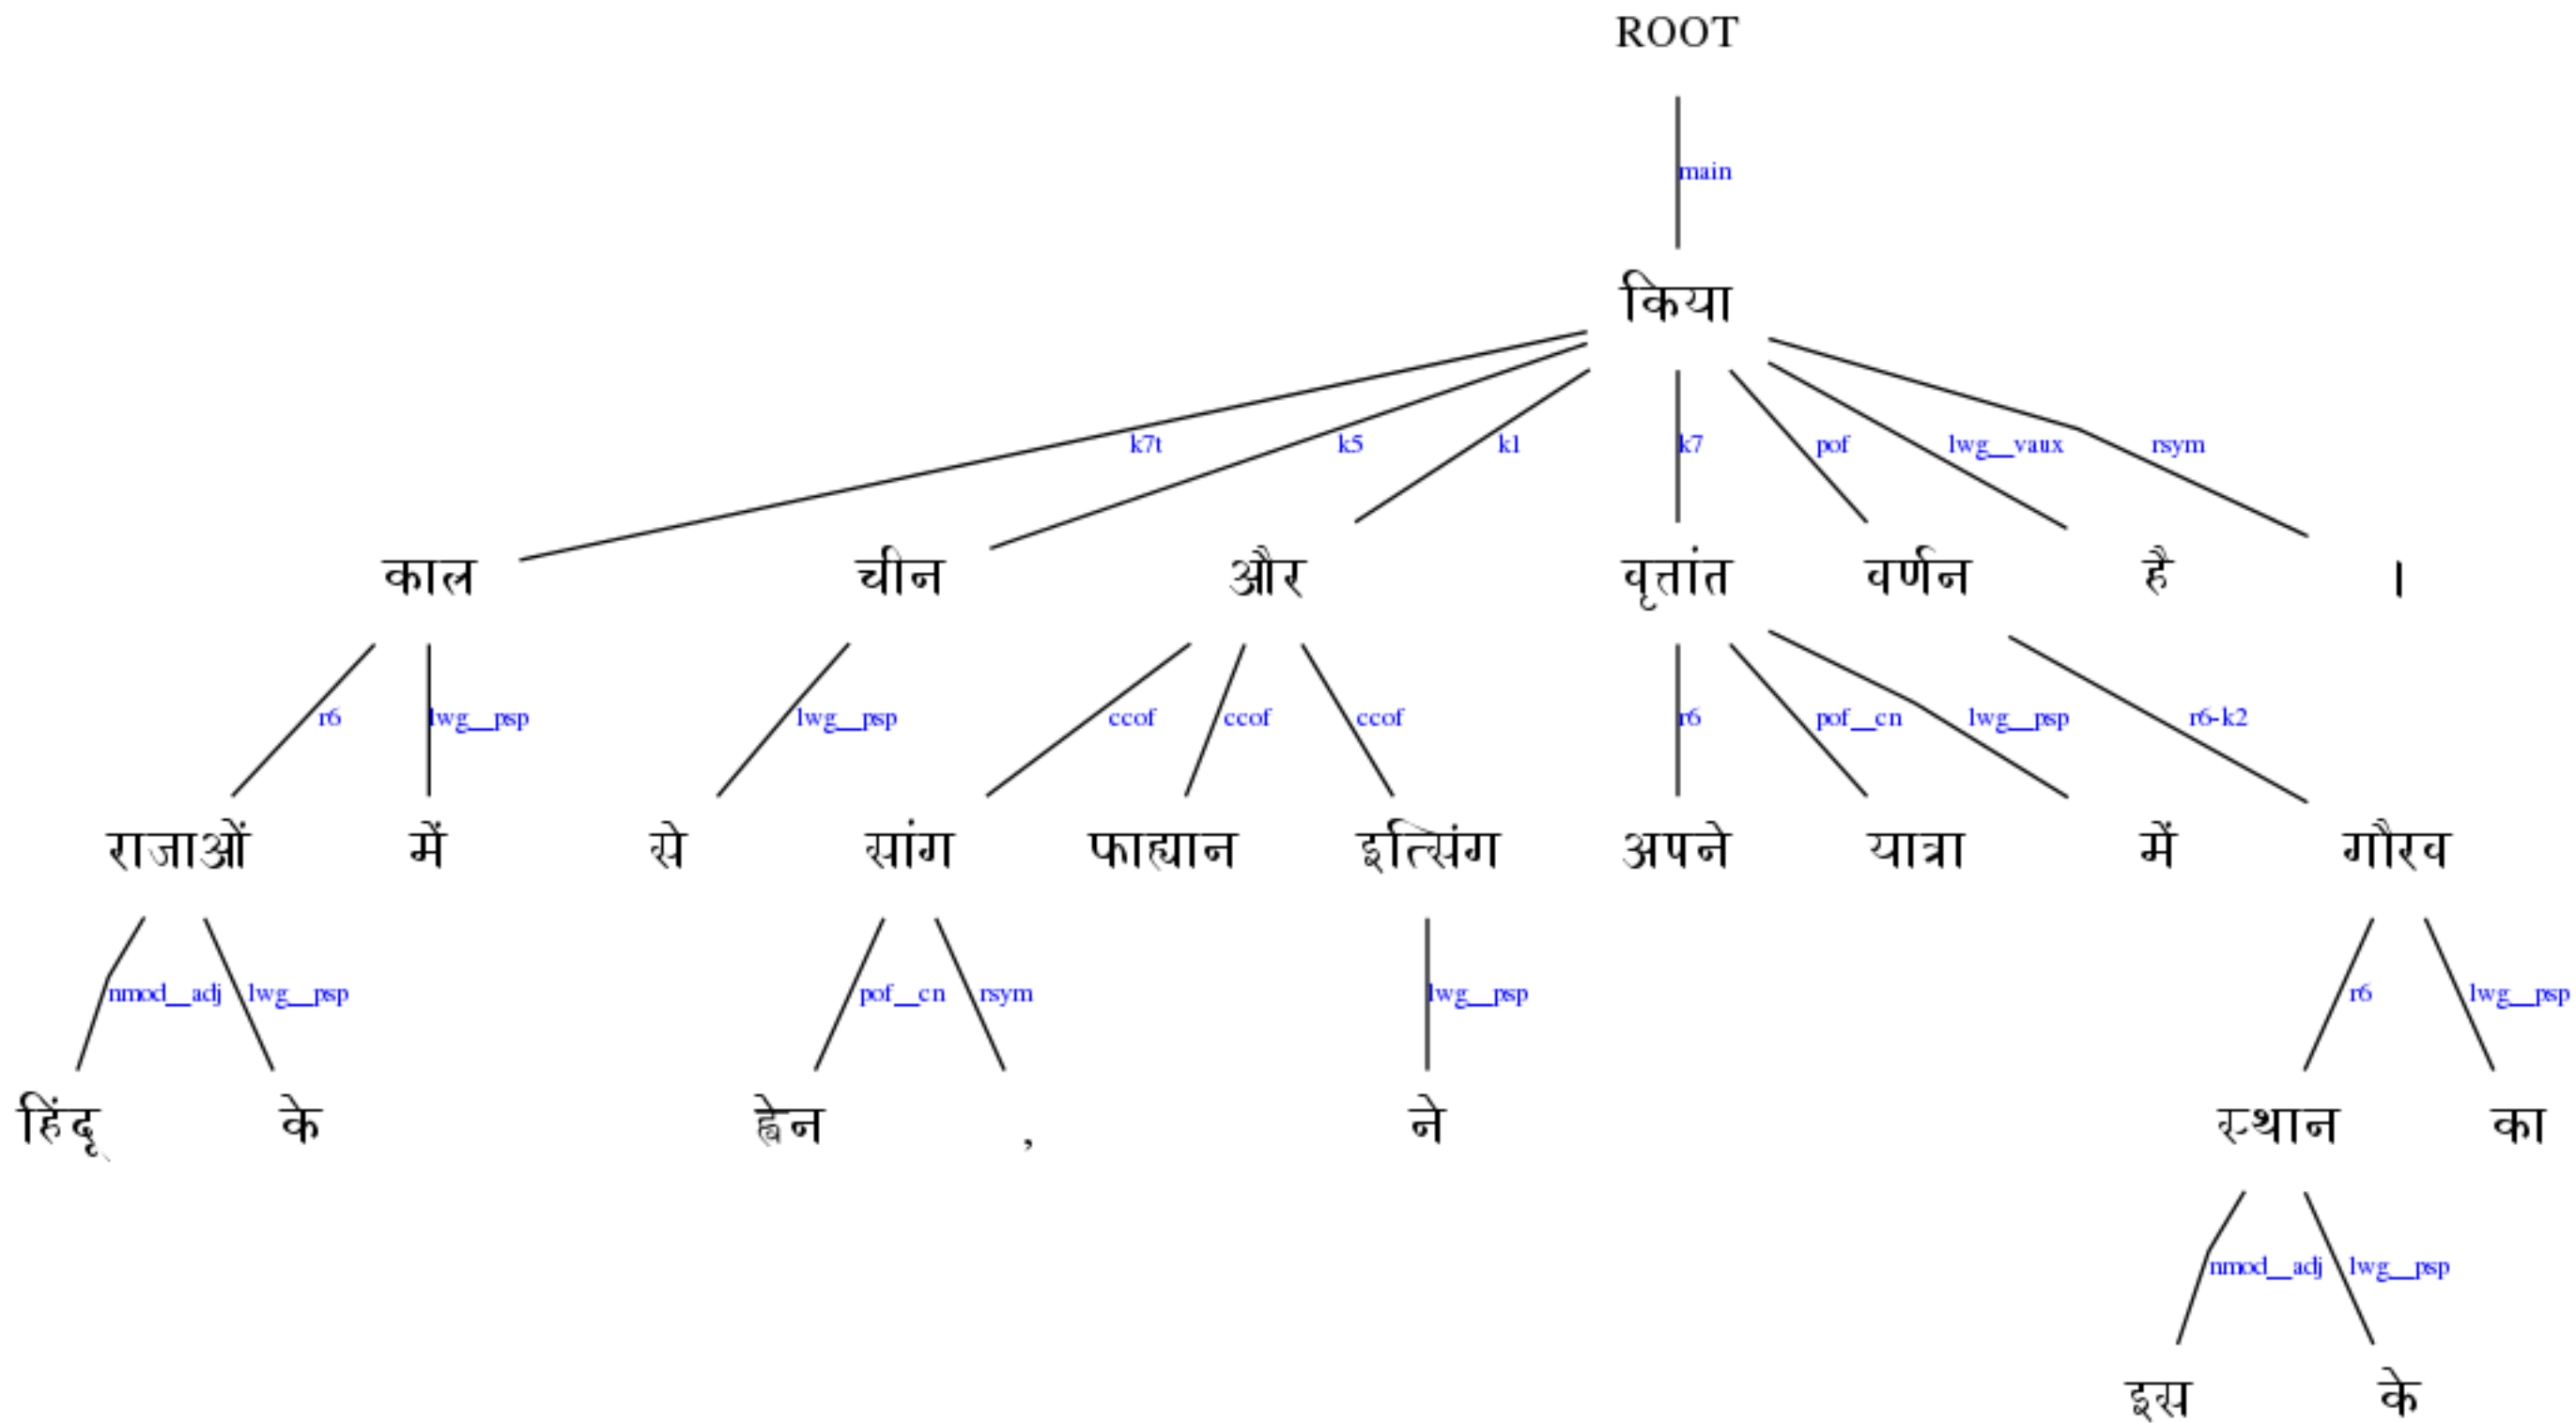 ROOT
main
किया
k7t k5 k1 k7 pof lwg__vaux rsym
काल चीन और वृत्तांत वर्णन है ।
r6 lwg__psp lwg__psp ccof ccof ccof r6 pof__cn lwg__psp r6-k2
राजाओं में से सांग फाह्यान इत्सिंग अपने यात्रा में गौरव
nmod__adj lwg__psp pof__cn rsym lwg__psp r6 lwg__psp
हिंदू के ह्वेन , ने स्थान का
nmod__adj lwg__psp
इस के